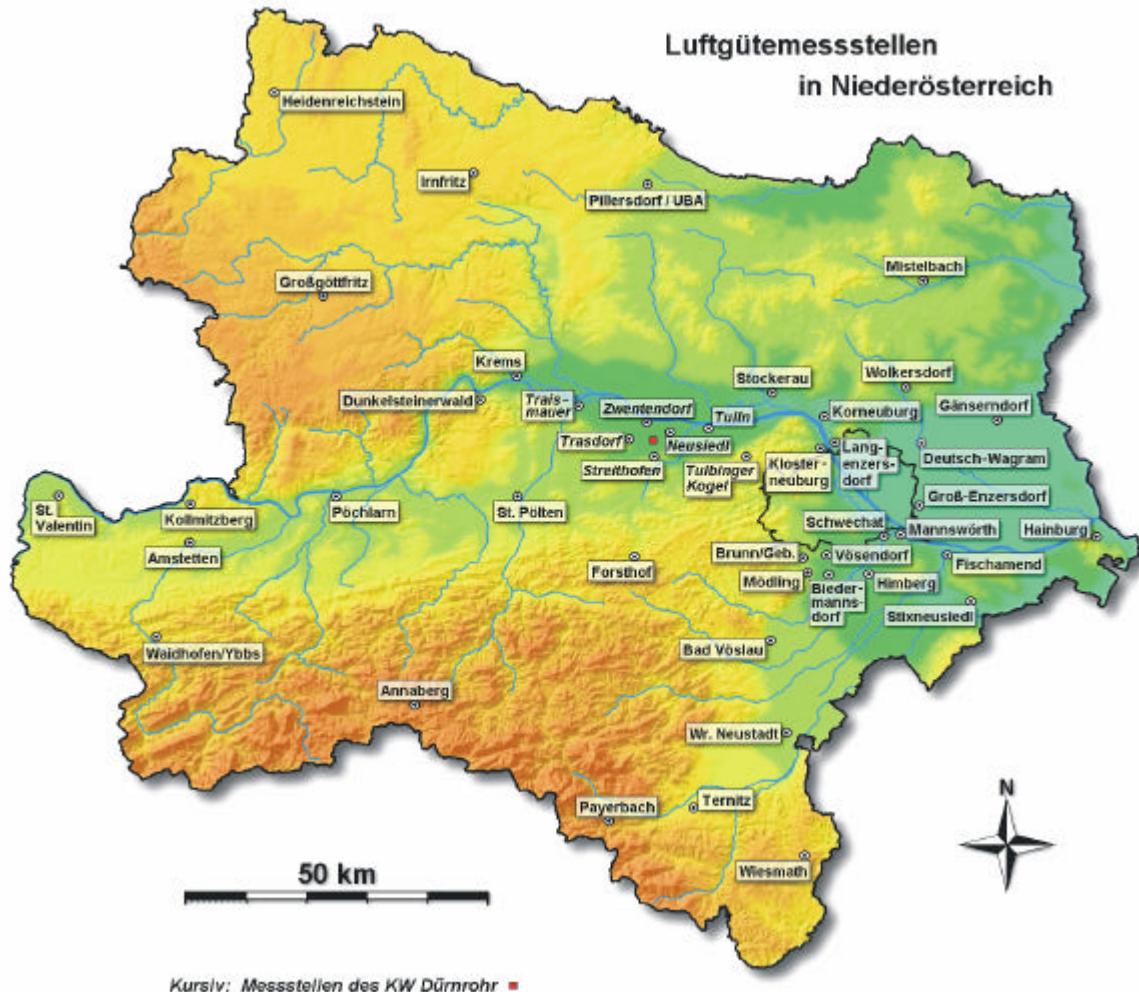 Luftgütemessstellen
in Niederösterreich
Heidenreichstein
Irnfritz
Pillersdorf / UBA
Mistelbach
Großgöttfritz
Krems
Stockerau
Wolkersdorf
Dunkelsteinerwald
Trais-
mauer
Zwentendorf
Tulln
Korneuburg
Gänserndorf
Trasdorf
Neusiedl
Streithofen
Tulbinger
Kogel
Kloster-
neuburg
Lang-
enzers-
dorf
Deutsch-Wagram
St.
Valentin
Kollmitzberg
Pöchlarn
St. Pölten
Groß-Enzersdorf
Schwechat
Mannswörth
Hainburg
Amstetten
Forsthof
Brunn/Geb.
Vösendorf
Fischamend
Mödling
Bieder-
manns-
dorf
Himberg
Stixneusiedl
Waidhofen/Ybbs
Bad Vöslau
Annaberg
Wr. Neustadt
Payerbach
Ternitz
Wiesmath
N
50 km
Kursiv: Messstellen des KW Dürnrohr